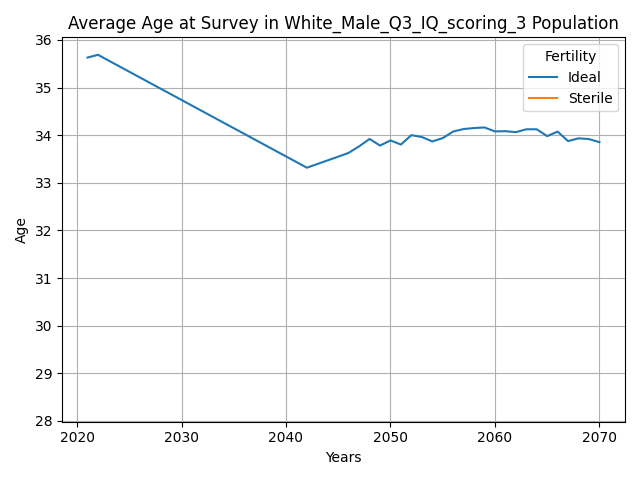 Average Age at Survey in White_Male_Q3_IQ_scoring_3 Population
36
35
34
33
32
31
30
29
28
Age
Fertility
Ideal
Sterile
2020 2030 2040 2050 2060 2070
Years